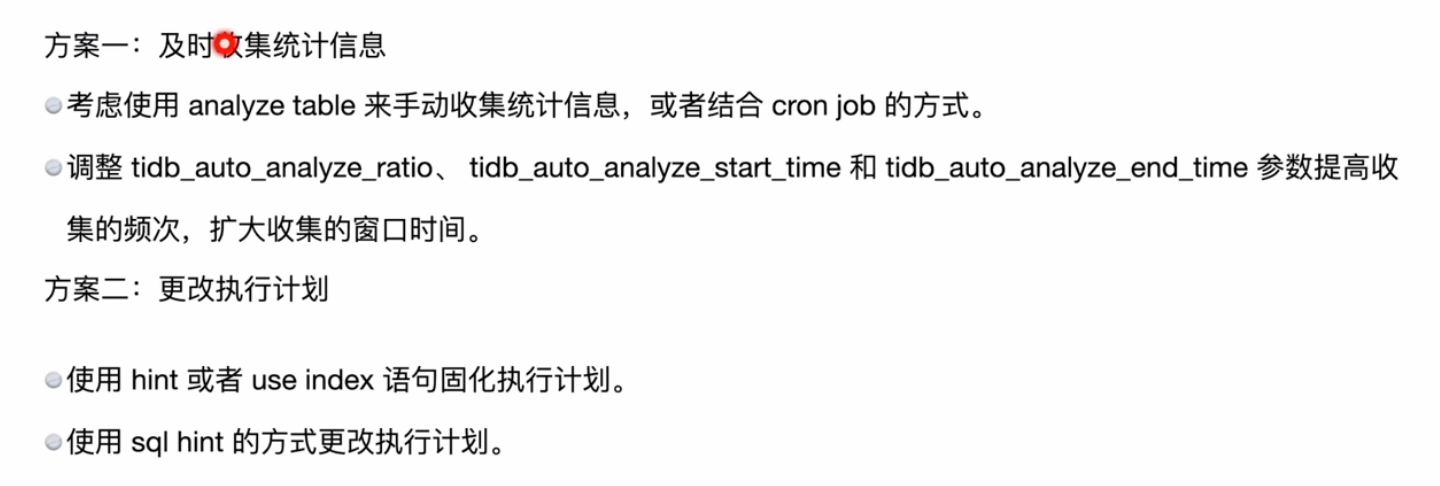 方案一：及时收集统计信息
考虑使用 analyze table 来手动收集统计信息，或者结合 cron job 的方式。
调整 tidb_auto_analyze_ratio、 tidb_auto_analyze_start_time 和 tidb_auto_analyze_end_time 参数提高收
集的频次，扩大收集的窗口时间。
方案二：更改执行计划
使用 hint 或者 use index 语句固化执行计划。
使用 sql hint 的方式更改执行计划。